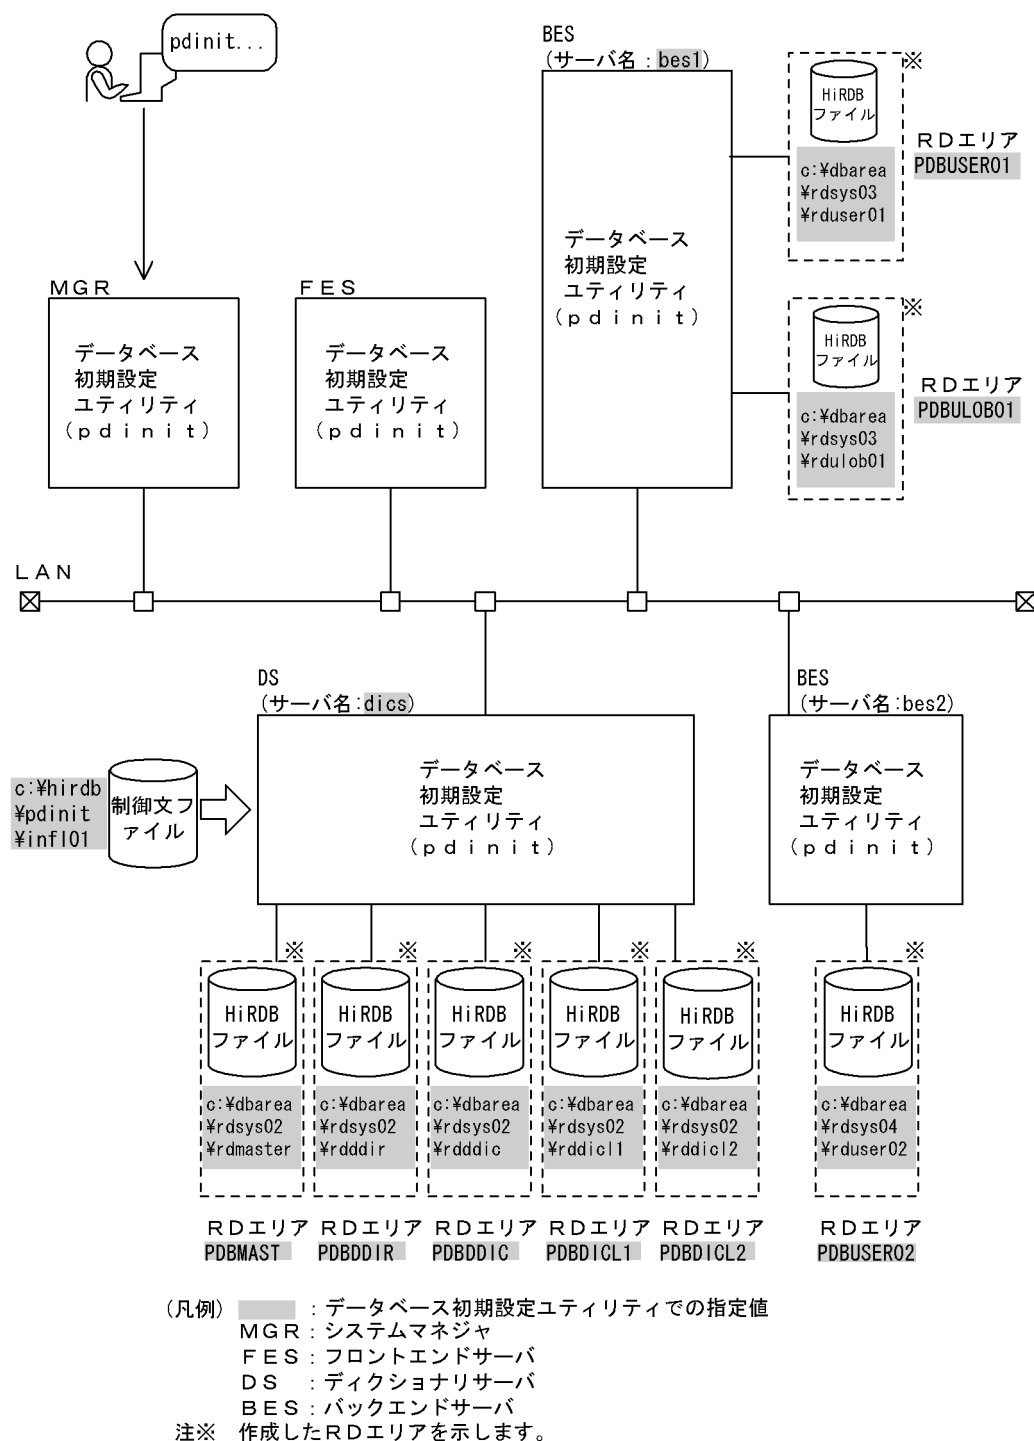 pdinit...
BES
(サーバ名：bes1)
HiRDB
ファイル
※
c:¥dbarea
¥rdsys03
¥rduser01
ＲＤエリア
PDBUSER01
データベース
初期設定
ユティリティ
(ｐｄｉｎｉｔ)
HiRDB
ファイル
※
c:¥dbarea
¥rdsys03
¥rdulob01
ＲＤエリア
PDBULOB01
ＭＧＲ
データベース
初期設定
ユティリティ
(ｐｄｉｎｉｔ)
ＦＥＳ
データベース
初期設定
ユティリティ
(ｐｄｉｎｉｔ)
ＬＡＮ
DS
(サーバ名:dics)
データベース
初期設定
ユティリティ
(ｐｄｉｎｉｔ)
BES
(サーバ名:bes2)
データベース
初期設定
ユティリティ
(ｐｄｉｎｉｔ)
c:¥hirdb
¥pdinit
¥infl01
制御文フ
ァイル
※
HiRDB
ファイル
c:¥dbarea
¥rdsys02
¥rdmaster
ＲＤエリア
PDBMAST
※
HiRDB
ファイル
c:¥dbarea
¥rdsys02
¥rdddir
ＲＤエリア
PDBDDIR
※
HiRDB
ファイル
c:¥dbarea
¥rdsys02
¥rdddic
ＲＤエリア
PDBDDIC
※
HiRDB
ファイル
c:¥dbarea
¥rdsys02
¥rddicl1
ＲＤエリア
PDBDICL1
※
HiRDB
ファイル
c:¥dbarea
¥rdsys02
¥rddicl2
ＲＤエリア
PDBDICL2
※
HiRDB
ファイル
c:¥dbarea
¥rdsys04
¥rduser02
ＲＤエリア
PDBUSER02
(凡例) ：データベース初期設定ユティリティでの指定値
ＭＧＲ：システムマネジャ
ＦＥＳ：フロントエンドサーバ
ＤＳ ：ディクショナリサーバ
ＢＥＳ：バックエンドサーバ
注※ 作成したＲＤエリアを示します。